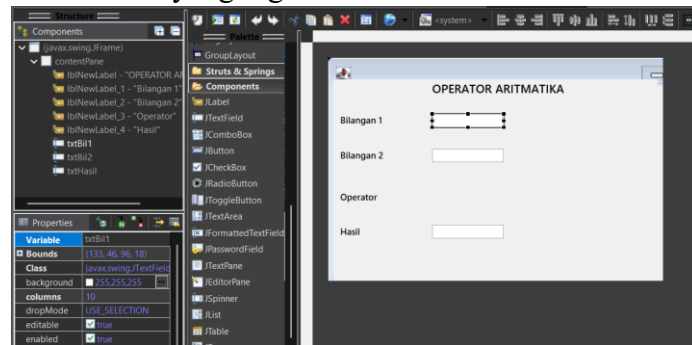 Structure
Components
(javax.swing.JFrame)
contentPane
lblNewLabel - "OPERATOR AR
lblNewLabel_1 - "Bilangan 1"
lblNewLabel_2 - "Bilangan 2"
lblNewLabel_3 - "Operator"
lblNewLabel_4 - "Hasil"
txtBil1
txtBil2
txtHasil
Properties
Variable txtBil1
Bounds (133, 46, 96, 18)
Class javax.swing.JTextField
background 255,255,255 ...
columns 10
dropMode USE_SELECTION
editable true
enabled true
<system>
Palette
GroupLayout
Struts & Springs
Components
JLabel
JTextField
JComboBox
JButton
JCheckBox
JRadioButton
JToggleButton
JTextArea
JFormattedTextField
JPasswordField
JTextPane
JEditorPane
JSpinner
JList
JTable
OPERATOR ARITMATIKA
Bilangan 1
Bilangan 2
Operator
Hasil